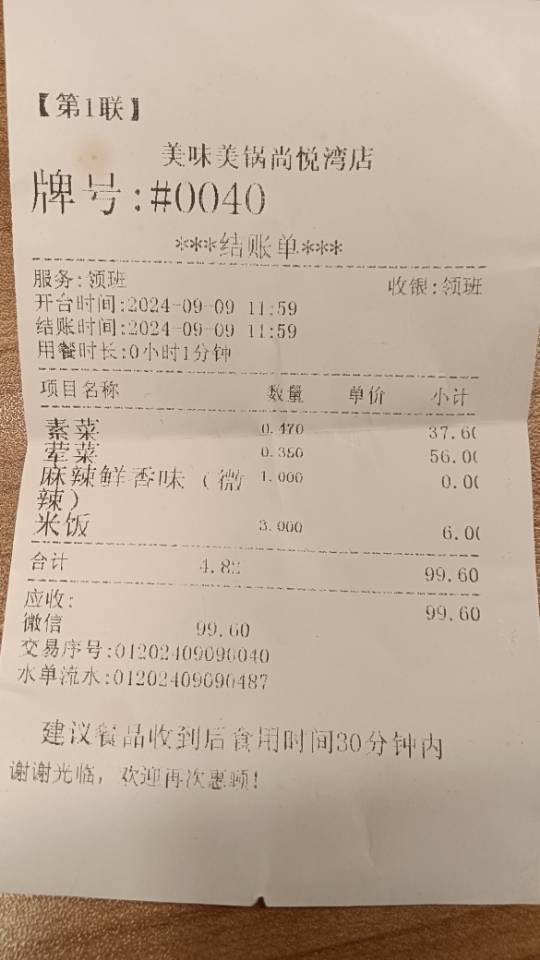 【第1联】
美味美锅尚悦湾店
牌号:#0040
***结账单***
服务:领班 收银:领班
开台时间:2024-09-09 11:59
结账时间:2024-09-09 11:59
用餐时长:0小时1分钟
项目名称 数量 单价 小计
素菜 0.470 37.60
荤菜 0.350 56.00
麻辣鲜香味（微 1.000 0.00
辣）
米饭 3.000 6.00
合计 4.82 99.60
应收: 99.60
微信 99.60
交易序号:01202409090040
水单流水:01202409090487
建议餐品收到后食用时间30分钟内
谢谢光临，欢迎再次惠顾!